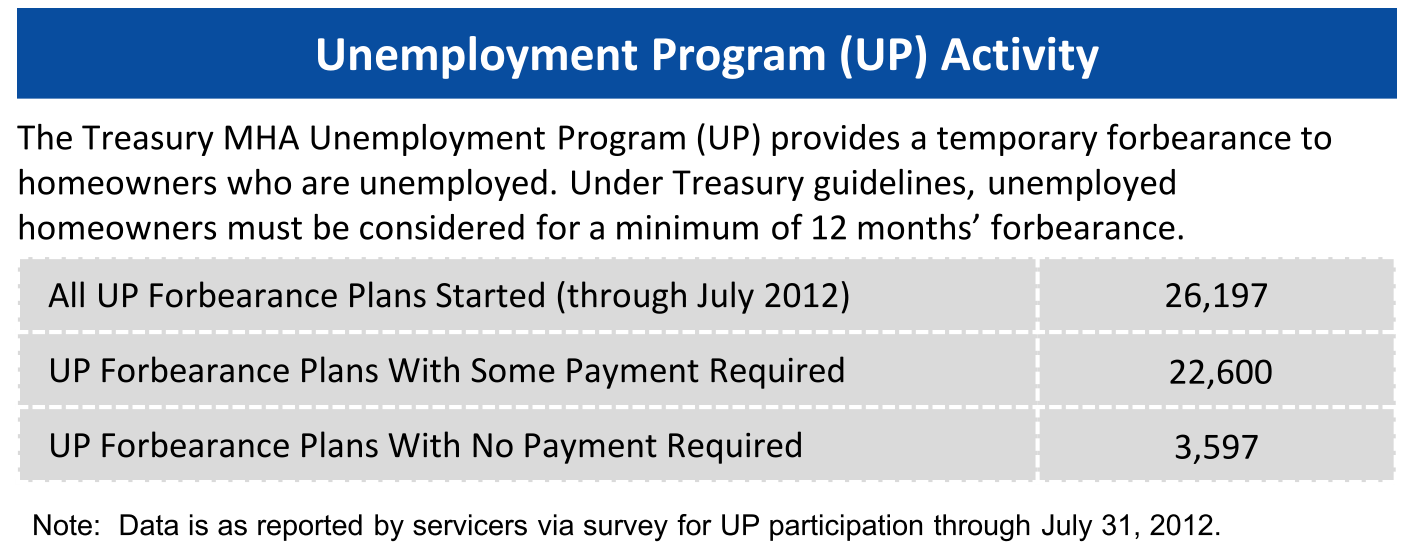 Unemployment Program (UP) Activity
The Treasury MHA Unemployment Program (UP) provides a temporary forbearance to
homeowners who are unemployed. Under Treasury guidelines, unemployed
homeowners must be considered for a minimum of 12 months’ forbearance.
All UP Forbearance Plans Started (through July 2012) 26,197
UP Forbearance Plans With Some Payment Required 22,600
UP Forbearance Plans With No Payment Required 3,597
Note: Data is as reported by servicers via survey for UP participation through July 31, 2012.